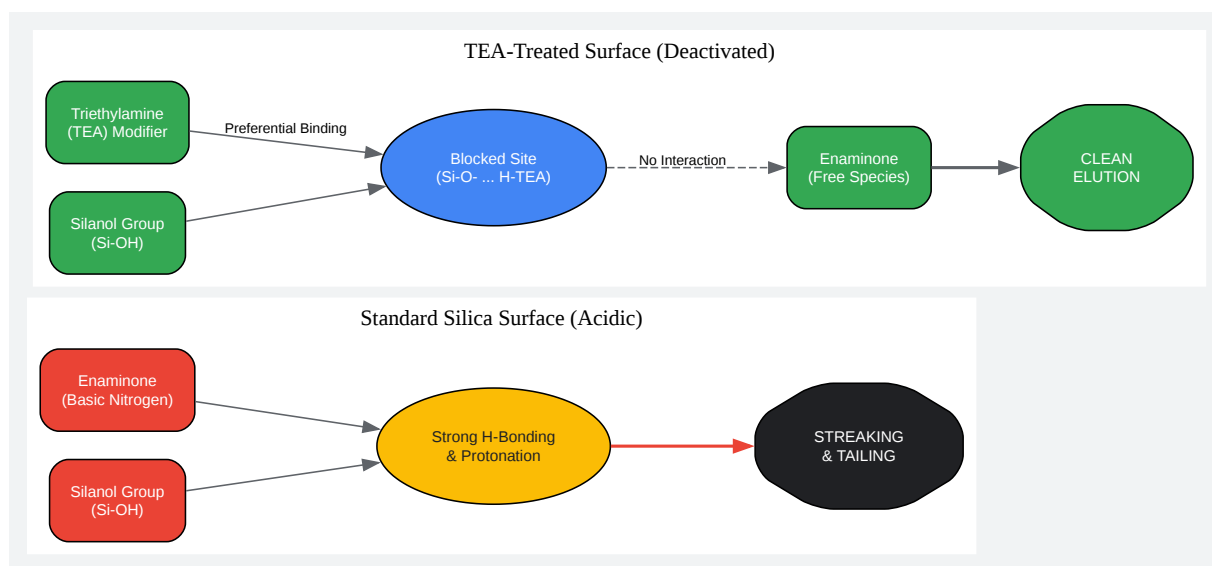 TEA-Treated Surface (Deactivated)
Triethylamine
(TEA) Modifier
Preferential Binding
Silanol Group
(Si-OH)
Blocked Site
(Si-O- ... H-TEA)
No Interaction
Enaminone
(Free Species)
CLEAN
ELUTION
Standard Silica Surface (Acidic)
Enaminone
(Basic Nitrogen)
Silanol Group
(Si-OH)
Strong H-Bonding
& Protonation
STREAKING
& TAILING